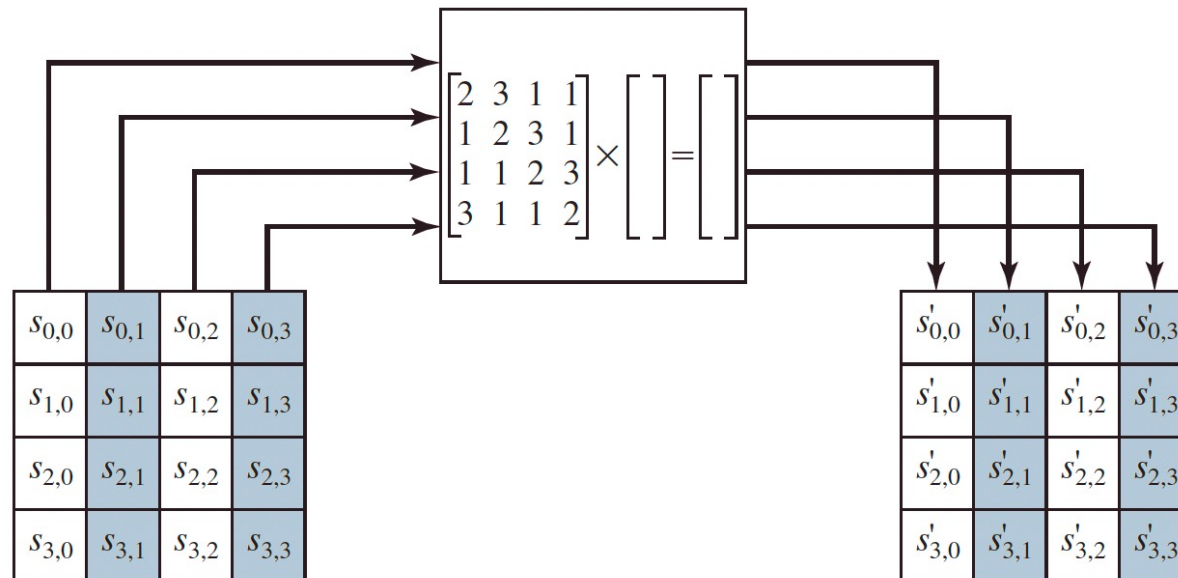 2 3 1 1
1 2 3 1
1 1 2 3
3 1 1 2
× =
s0,0 s0,1 s0,2 s0,3
s1,0 s1,1 s1,2 s1,3
s2,0 s2,1 s2,2 s2,3
s3,0 s3,1 s3,2 s3,3
s'0,0 s'0,1 s'0,2 s'0,3
s'1,0 s'1,1 s'1,2 s'1,3
s'2,0 s'2,1 s'2,2 s'2,3
s'3,0 s'3,1 s'3,2 s'3,3